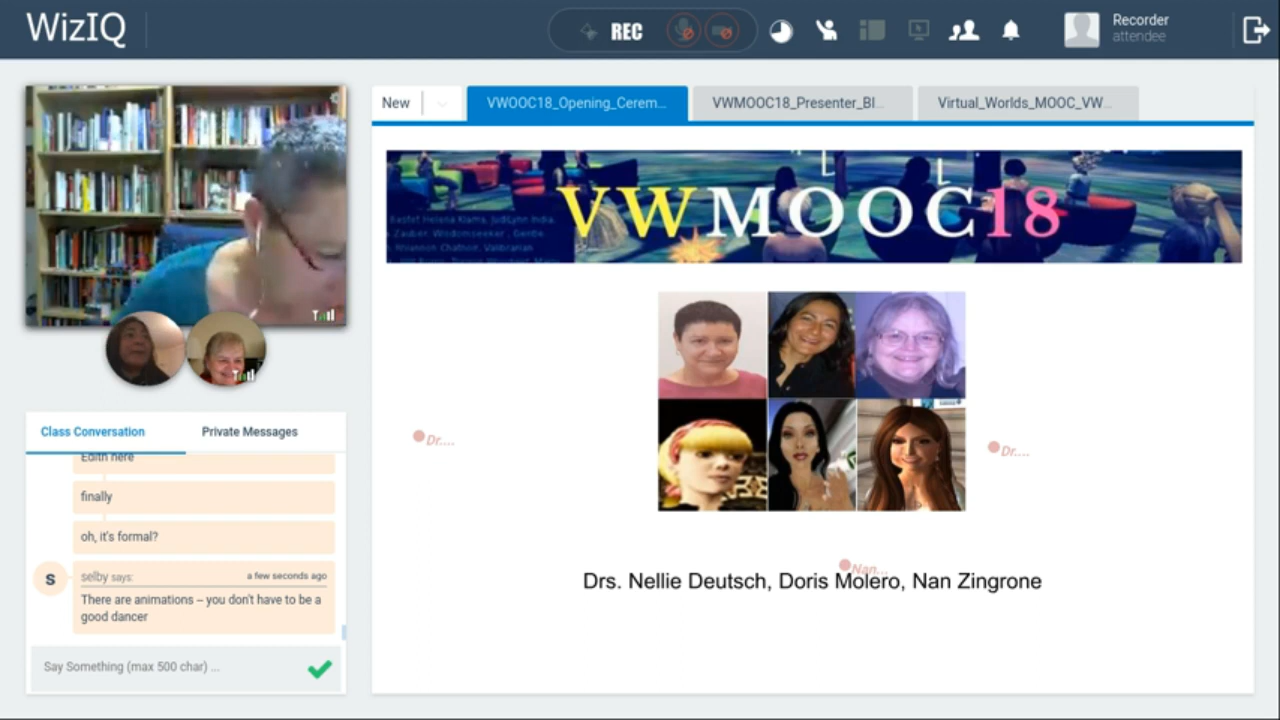 WizIQ
REC
Recorder
attendee
New
VWOOC18_Opening_Cerem...
VWMOOC18_Presenter_BI...
Virtual_Worlds_MOOC_VW...
VWMOOC18
Class Conversation
Private Messages
Edith here
finally
oh, it's formal?
S
selby says:
a few seconds ago
There are animations – you don't have to be a
good dancer
Say Something (max 500 char) ...
Dr....
Dr....
Nan...
Drs. Nellie Deutsch, Doris Molero, Nan Zingrone